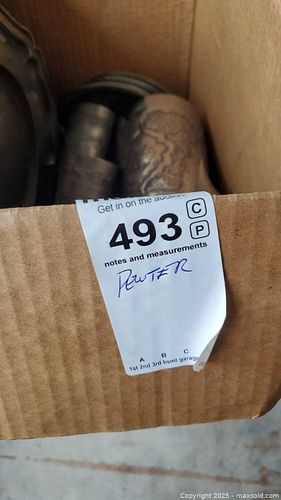 Get in on the auction
493 C
P
notes and measurements
PEWTER
A B C
1st 2nd 3rd bsmt garage
Copyright © 2025 - maxsold.com